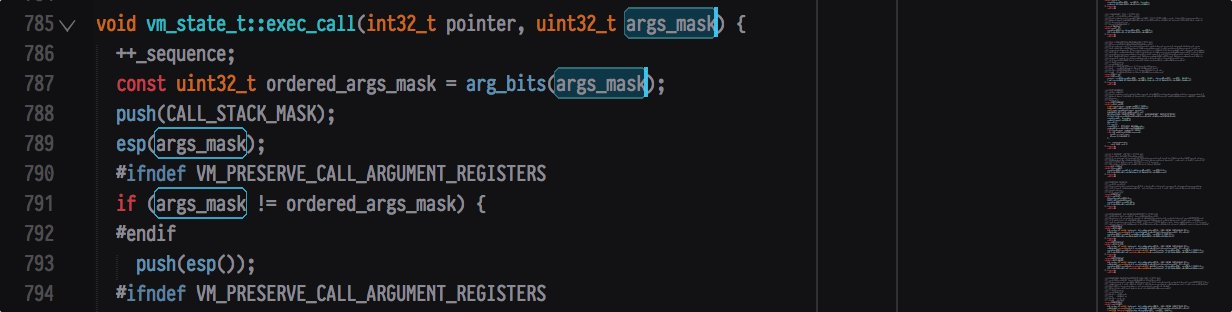 785 void vm_state_t::exec_call(int32_t pointer, uint32_t args_mask) {
786 ++_sequence;
787 const uint32_t ordered_args_mask = arg_bits(args_mask);
788 push(CALL_STACK_MASK);
789 esp(args_mask);
790 #ifndef VM_PRESERVE_CALL_ARGUMENT_REGISTERS
791 if (args_mask != ordered_args_mask) {
792 #endif
793 push(esp());
794 #ifndef VM_PRESERVE_CALL_ARGUMENT_REGISTERS